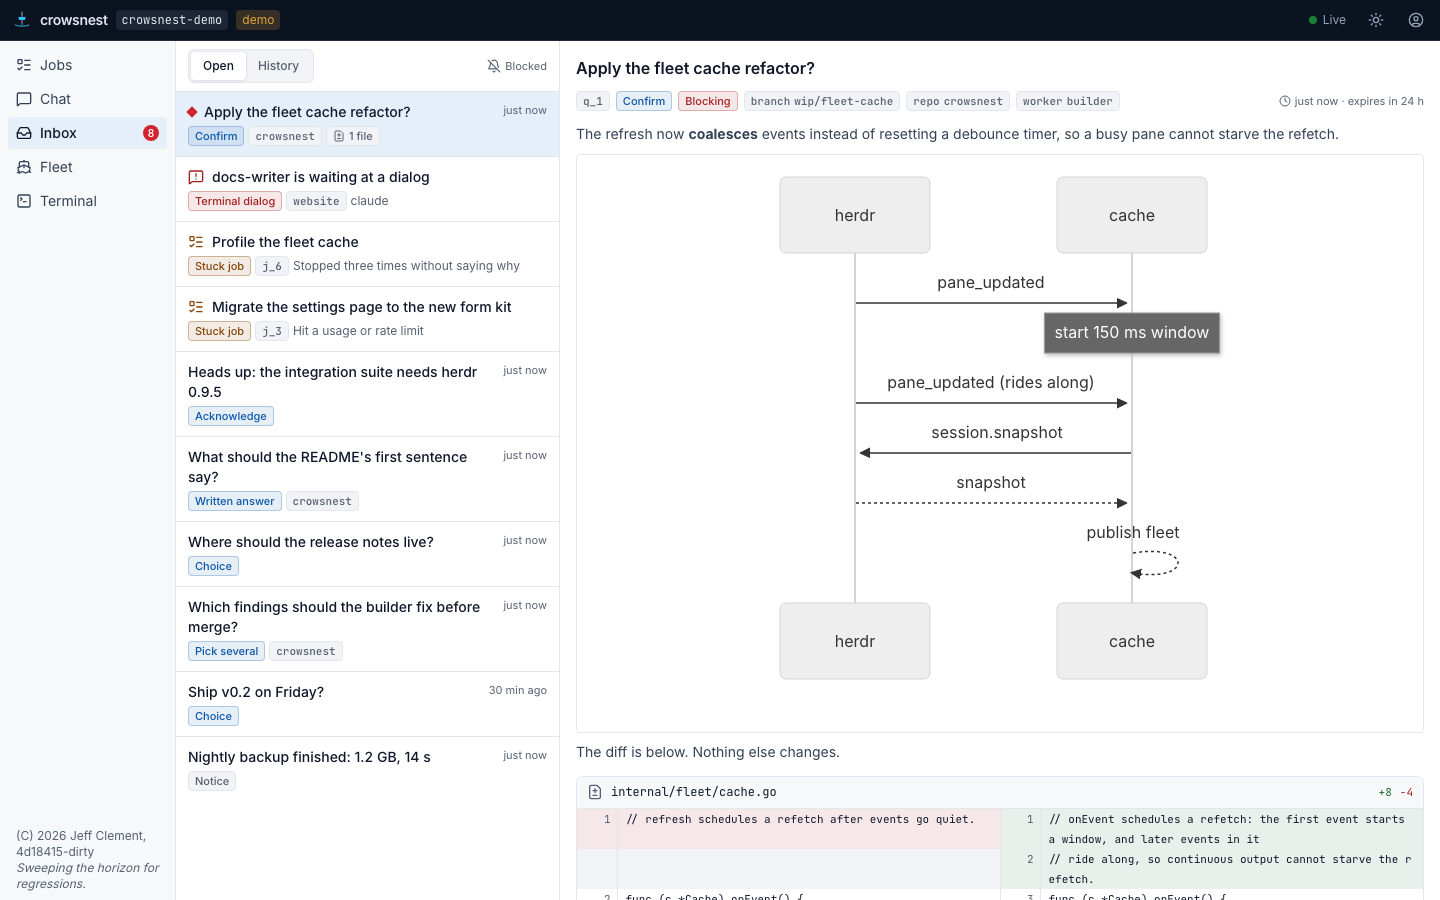 crowsnest crowsnest-demo demo
Live
Jobs
Chat
Inbox 8
Fleet
Terminal
(C) 2026 Jeff Clement,
4d18415-dirty
Sweeping the horizon for
regressions.
Open History Blocked
Apply the fleet cache refactor? just now
Confirm crowsnest 1 file
docs-writer is waiting at a dialog
Terminal dialog website claude
Profile the fleet cache
Stuck job j_6 Stopped three times without saying why
Migrate the settings page to the new form kit
Stuck job j_3 Hit a usage or rate limit
Heads up: the integration suite needs herdr just now
0.9.5
Acknowledge
What should the README's first sentence just now
say?
Written answer crowsnest
Where should the release notes live? just now
Choice
Which findings should the builder fix before just now
merge?
Pick several crowsnest
Ship v0.2 on Friday? 30 min ago
Choice
Nightly backup finished: 1.2 GB, 14 s just now
Notice
Apply the fleet cache refactor?
q_1 Confirm Blocking branch wip/fleet-cache repo crowsnest worker builder just now · expires in 24 h
The refresh now coalesces events instead of resetting a debounce timer, so a busy pane cannot starve the refetch.
herdr cache
pane_updated
start 150 ms window
pane_updated (rides along)
session.snapshot
snapshot
publish fleet
herdr cache
The diff is below. Nothing else changes.
internal/fleet/cache.go +8 -4
1 // refresh schedules a refetch after events go quiet. 1 // onEvent schedules a refetch: the first event starts
a window, and later events in it
2 // ride along, so continuous output cannot starve the r
efetch.
2 func (c *Cache) onEvent() { 3 func (c *Cache) onEvent() {